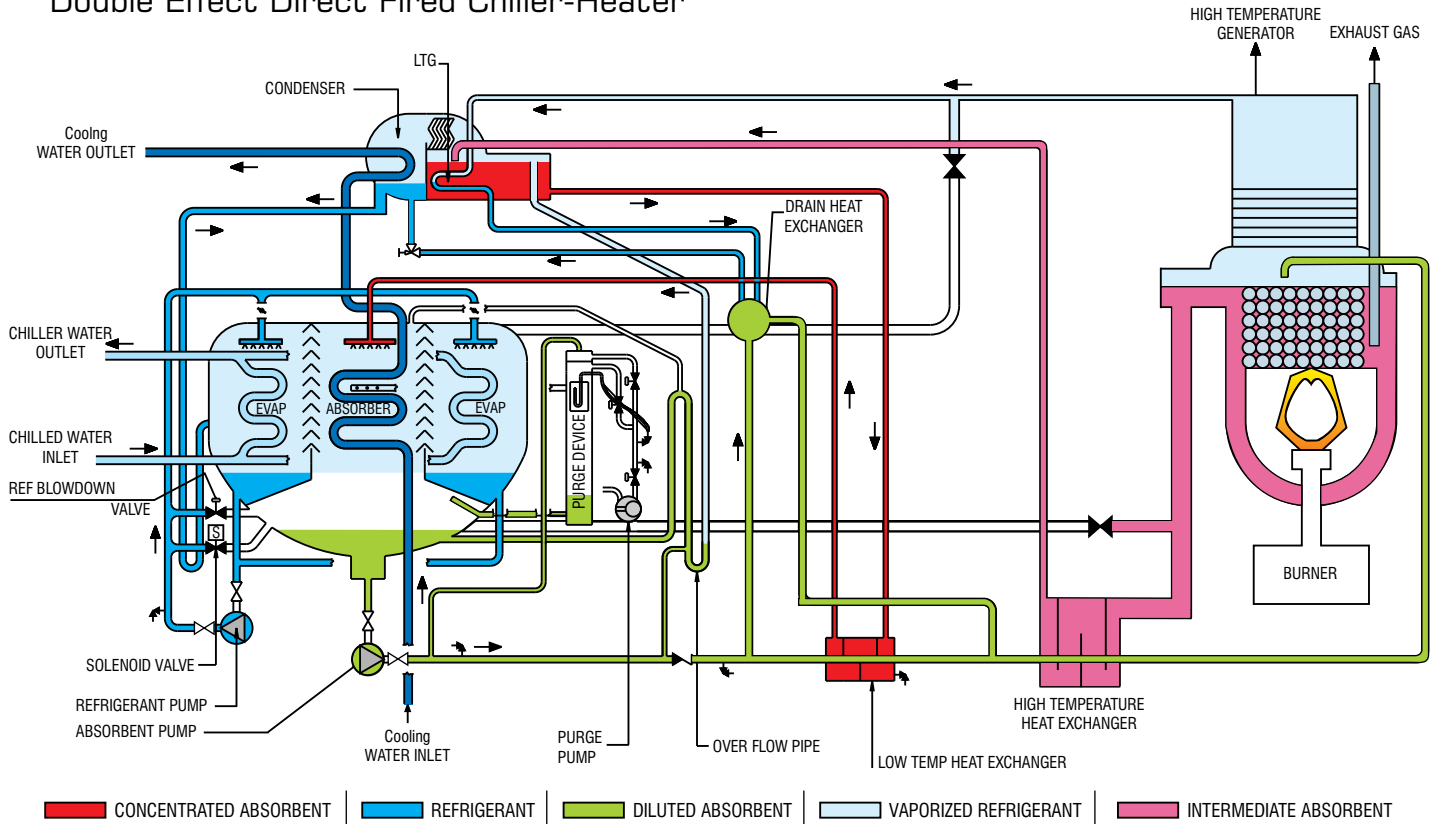 Double Effect Direct Fired Chiller-Heater
HIGH TEMPERATURE
GENERATOR
EXHAUST GAS
LTG
CONDENSER
Coolng
WATER OUTLET
DRAIN HEAT
EXCHANGER
CHILLER WATER
OUTLET
EVAP
ABSORBER
EVAP
CHILLED WATER
INLET
REF BLOWDOWN
VALVE
S
PURGE DEVICE
BURNER
SOLENOID VALVE
REFRIGERANT PUMP
ABSORBENT PUMP
Cooling
WATER INLET
PURGE
PUMP
OVER FLOW PIPE
LOW TEMP HEAT EXCHANGER
HIGH TEMPERATURE
HEAT EXCHANGER
CONCENTRATED ABSORBENT
REFRIGERANT
DILUTED ABSORBENT
VAPORIZED REFRIGERANT
INTERMEDIATE ABSORBENT